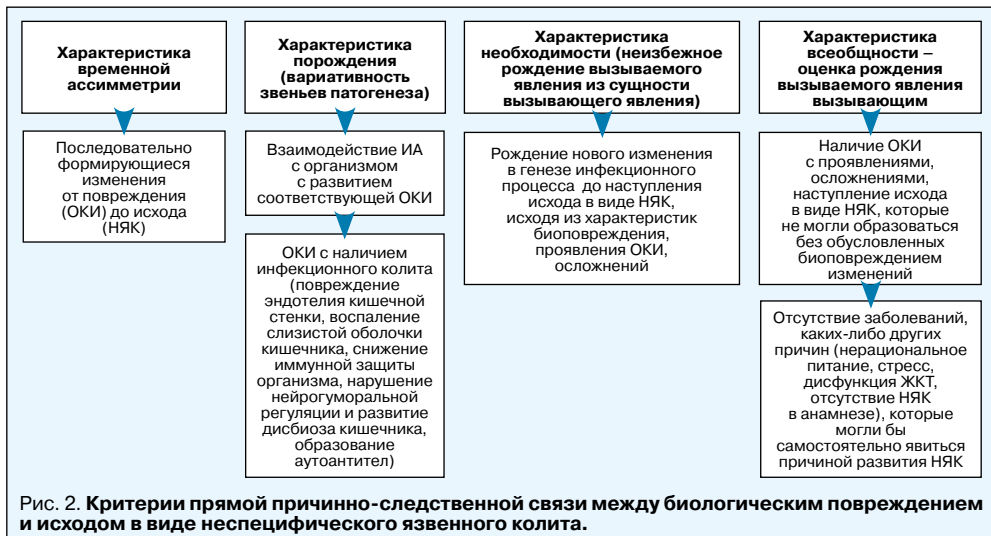 Характеристика
временной
ассимметрии
Последовательно
формирующиеся
изменения
от повреждения
(ОКИ) до исхода
(НЯК)
Характеристика
порождения
(вариативность
звеньев патогенеза)
Взаимодействие ИА
с организмом
с развитием
соответствующей ОКИ
ОКИ с наличием
инфекционного колита
(повреждение
эндотелия кишечной
стенки, воспаление
слизистой оболочки
кишечника, снижение
иммунной защиты
организма, нарушение
нейрогуморальной
регуляции и развитие
дисбиоза кишечника,
образование
аутоантител)
Характеристика
необходимости (неизбежное
рождение вызываемого
явления из сущности
вызывающего явления)
Рождение нового изменения
в генезе инфекционного
процесса до наступления
исхода в виде НЯК,
исходя из характеристик
биоповреждения,
проявления ОКИ,
осложнений
Характеристика
всеобщности –
оценка рождения
вызываемого явления
вызывающим
Наличие ОКИ
с проявлениями,
осложнениями,
наступление исхода
в виде НЯК, которые
не могли образоваться
без обусловленных
биоповреждением
изменений
Отсутствие заболеваний,
каких-либо других
причин (нерациональное
питание, стресс,
дисфункция ЖКТ,
отсутствие НЯК
в анамнезе), которые
могли бы
самостоятельно явиться
причиной развития НЯК
Рис. 2. Критерии прямой причинно-следственной связи между биологическим повреждением
и исходом в виде неспецифического язвенного колита.